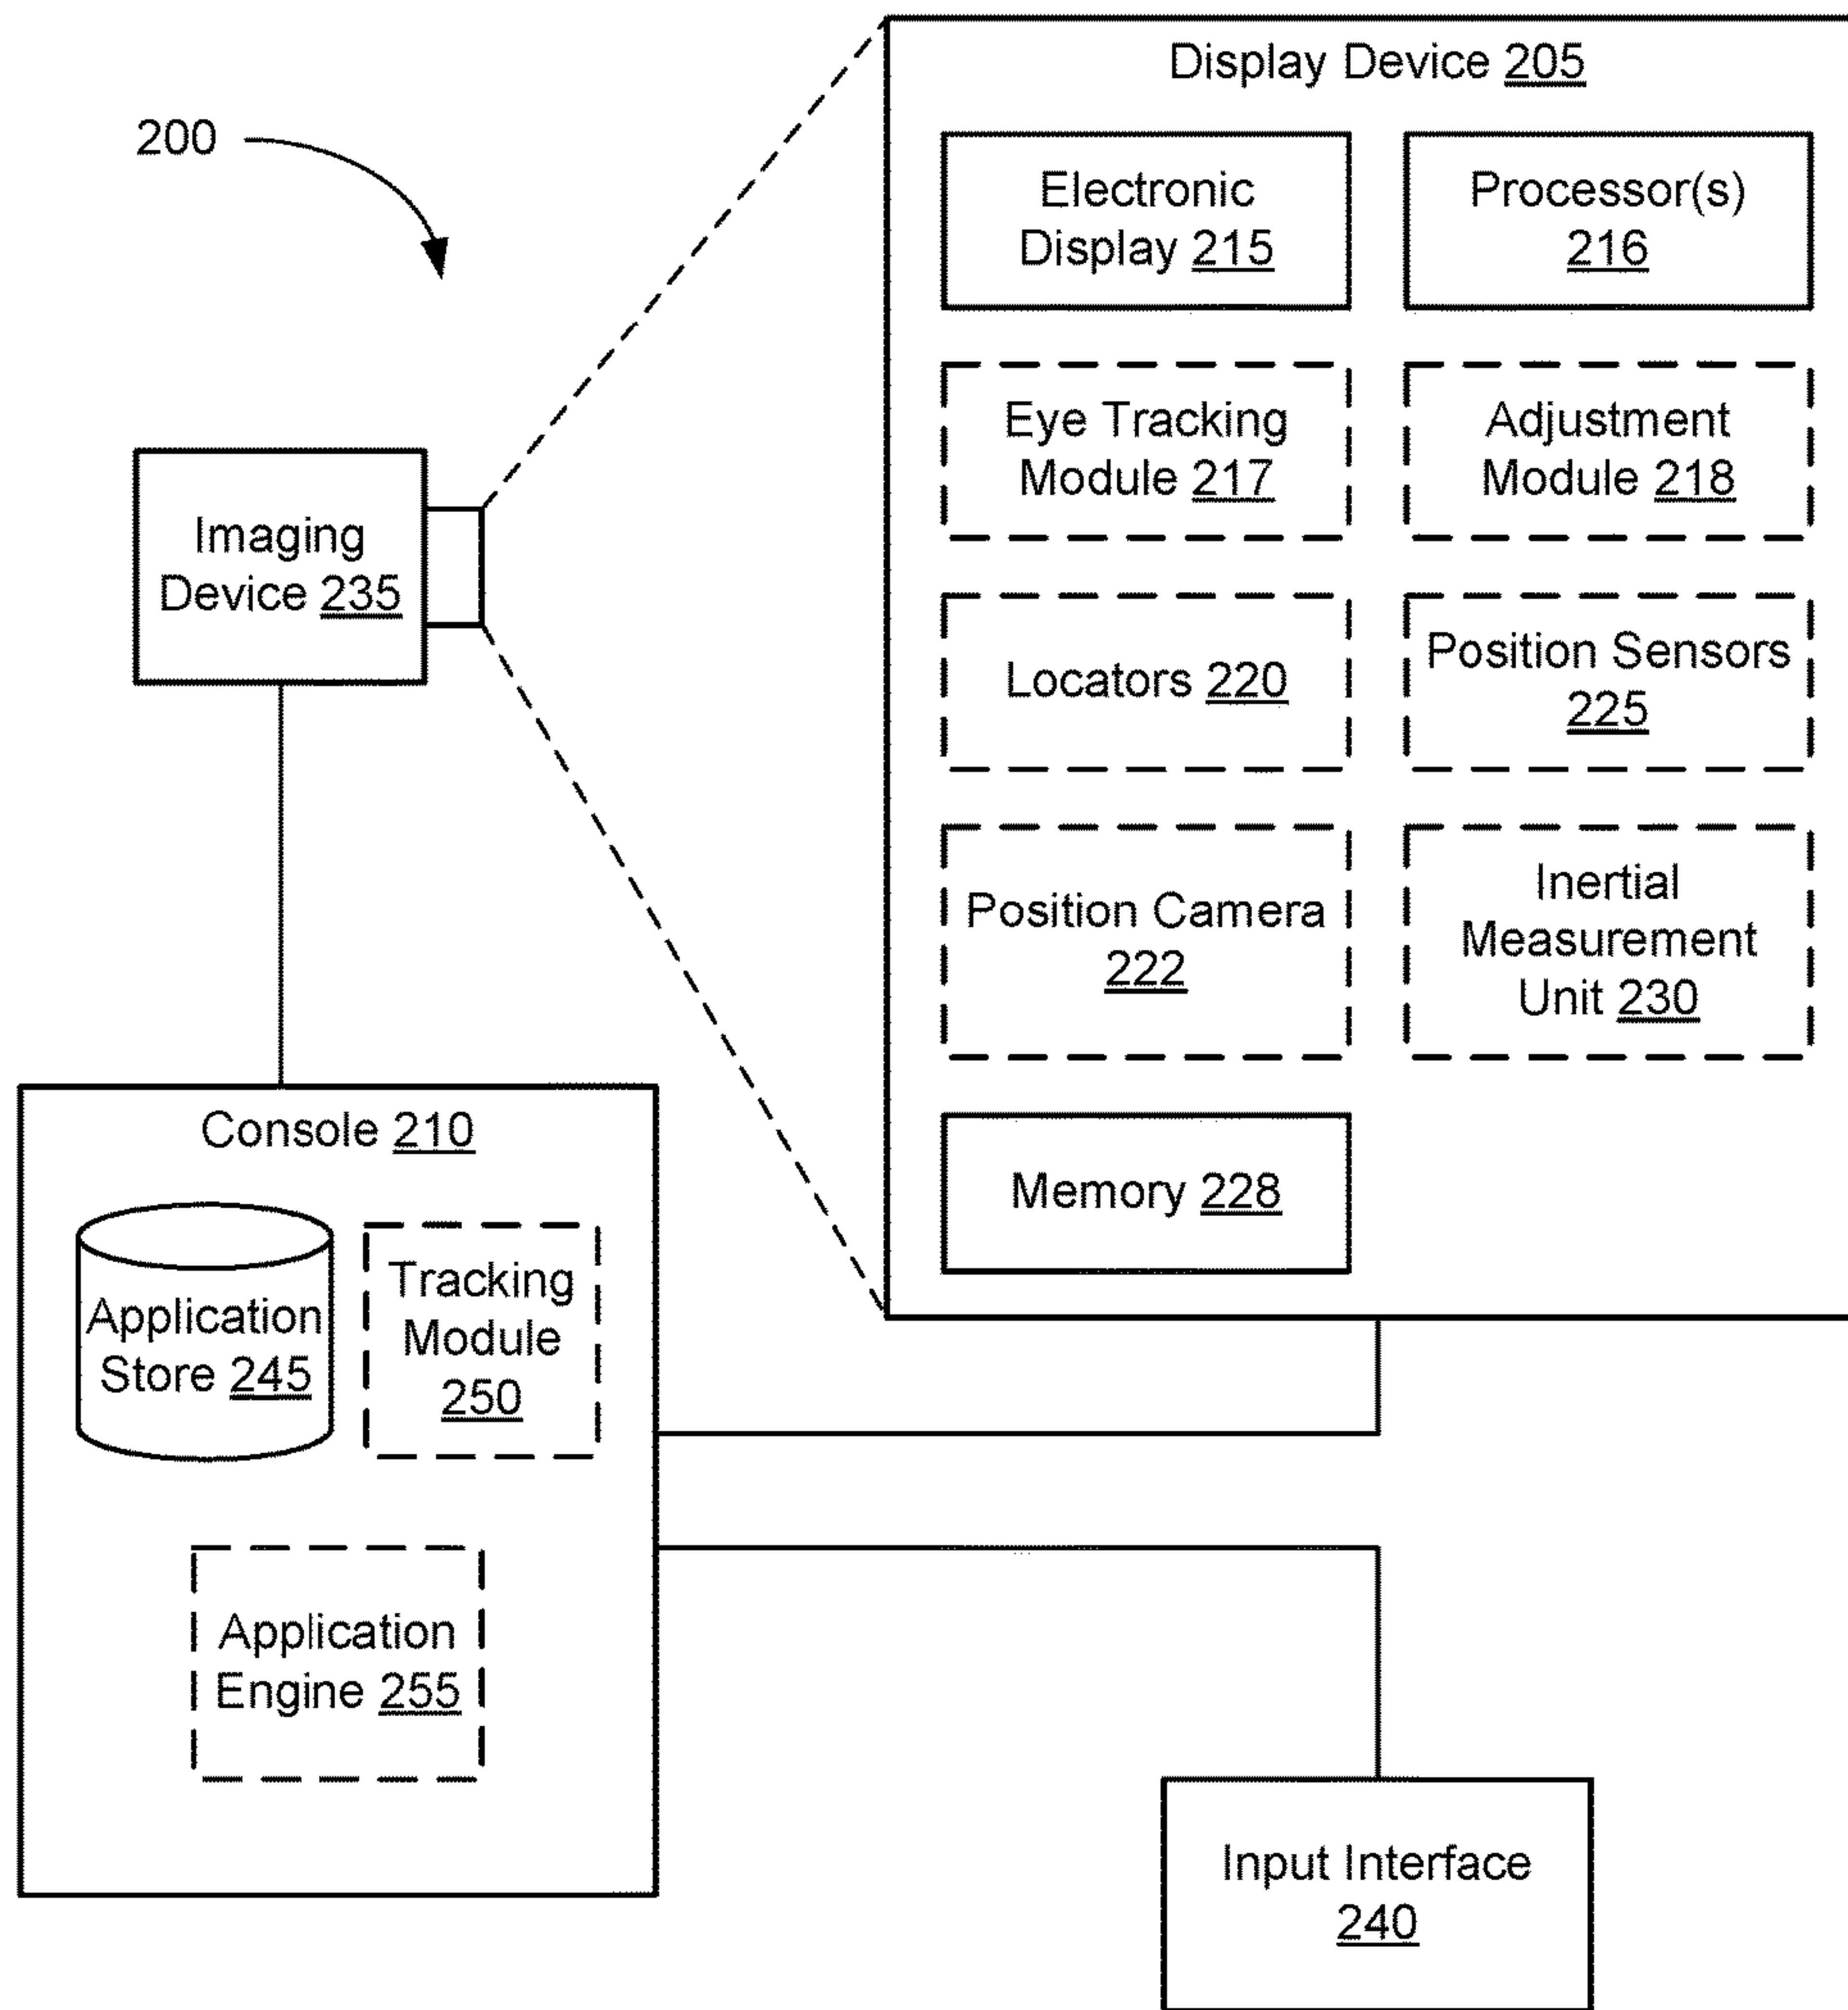 Display Device 205
200
Electronic
Display 215
Processor(s)
216
Eye Tracking
Module 217
Adjustment
Module 218
Imaging
Device 235
Locators 220
Position Sensors
225
Position Camera
222
Inertial
Measurement
Unit 230
Memory 228
Console 210
Application
Store 245
Tracking
Module
250
Application
Engine 255
Input Interface
240